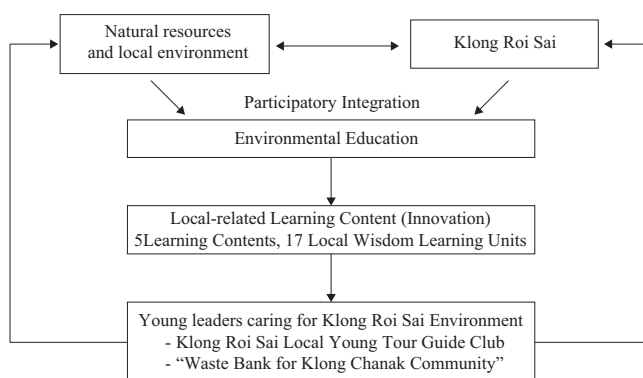 Natural resources
and local environment
Klong Roi Sai
Participatory Integration
Environmental Education
Local-related Learning Content (Innovation)
5Learning Contents, 17 Local Wisdom Learning Units
Young leaders caring for Klong Roi Sai Environment
- Klong Roi Sai Local Young Tour Guide Club
- “Waste Bank for Klong Chanak Community”